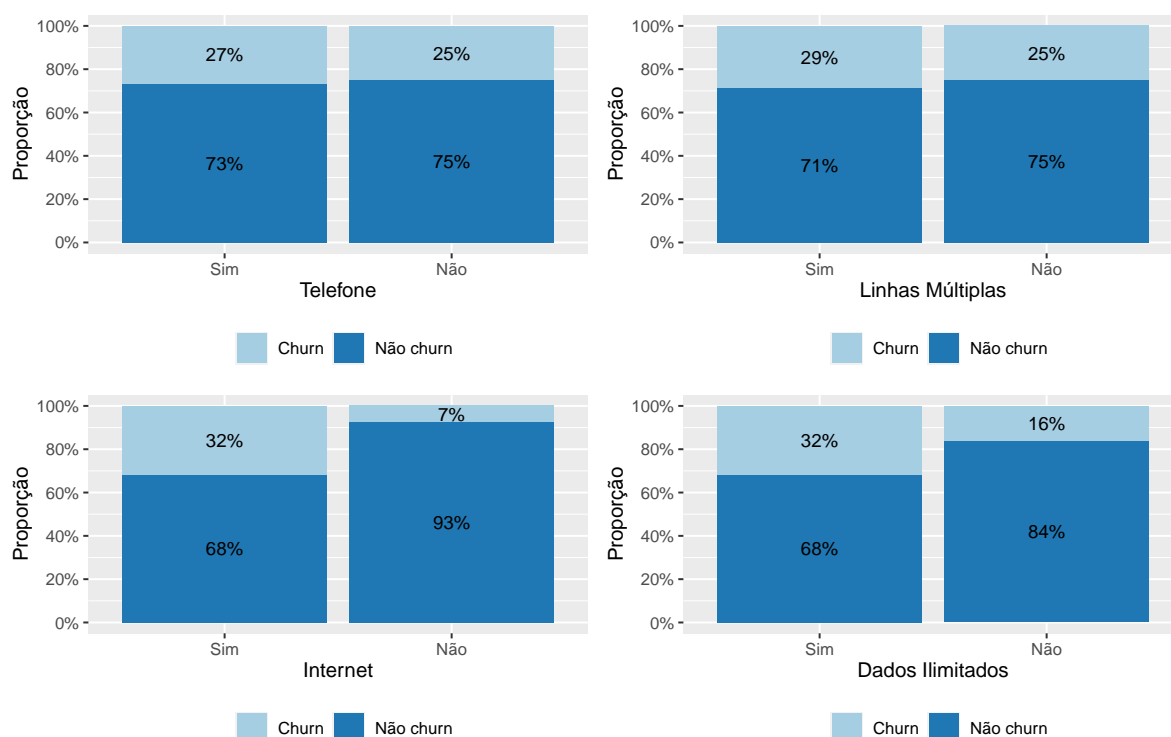 Proporção
100%
80%
60%
40%
20%
0%
27%
25%
73%
75%
Sim
Não
Telefone
Churn
Não churn
Proporção
100%
80%
60%
40%
20%
0%
29%
25%
71%
75%
Sim
Não
Linhas Múltiplas
Churn
Não churn
Proporção
100%
80%
60%
40%
20%
0%
32%
7%
68%
93%
Sim
Não
Internet
Churn
Não churn
Proporção
100%
80%
60%
40%
20%
0%
32%
16%
68%
84%
Sim
Não
Dados Ilimitados
Churn
Não churn